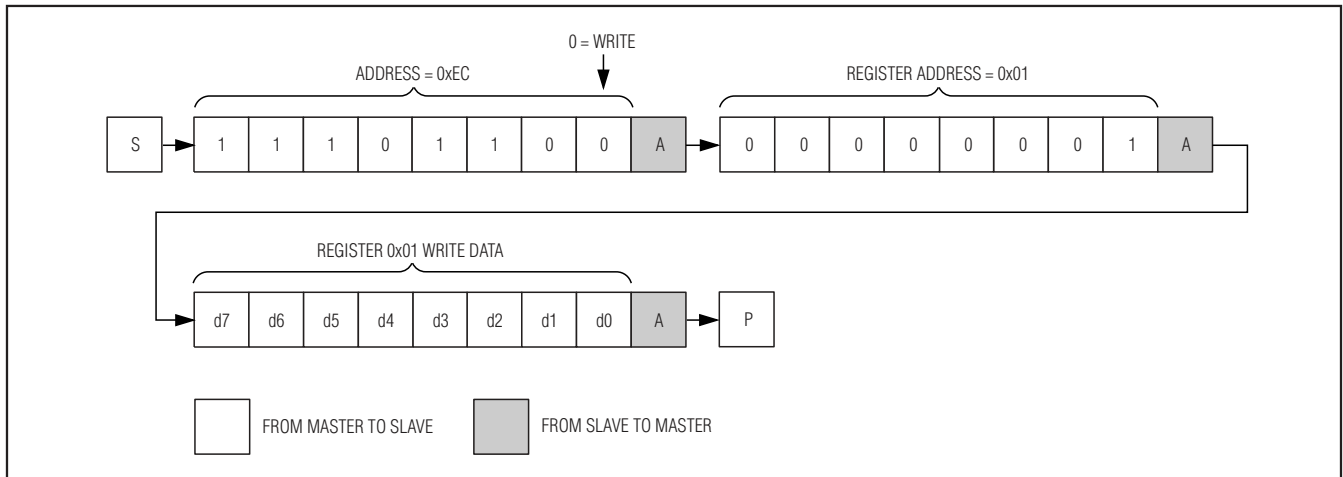 0 = WRITE
ADDRESS = 0xEC
REGISTER ADDRESS = 0x01
S 1 1 1 0 1 1 0 0 A 0 0 0 0 0 0 0 1 A
REGISTER 0x01 WRITE DATA
d7 d6 d5 d4 d3 d2 d1 d0 A P
FROM MASTER TO SLAVE
FROM SLAVE TO MASTER